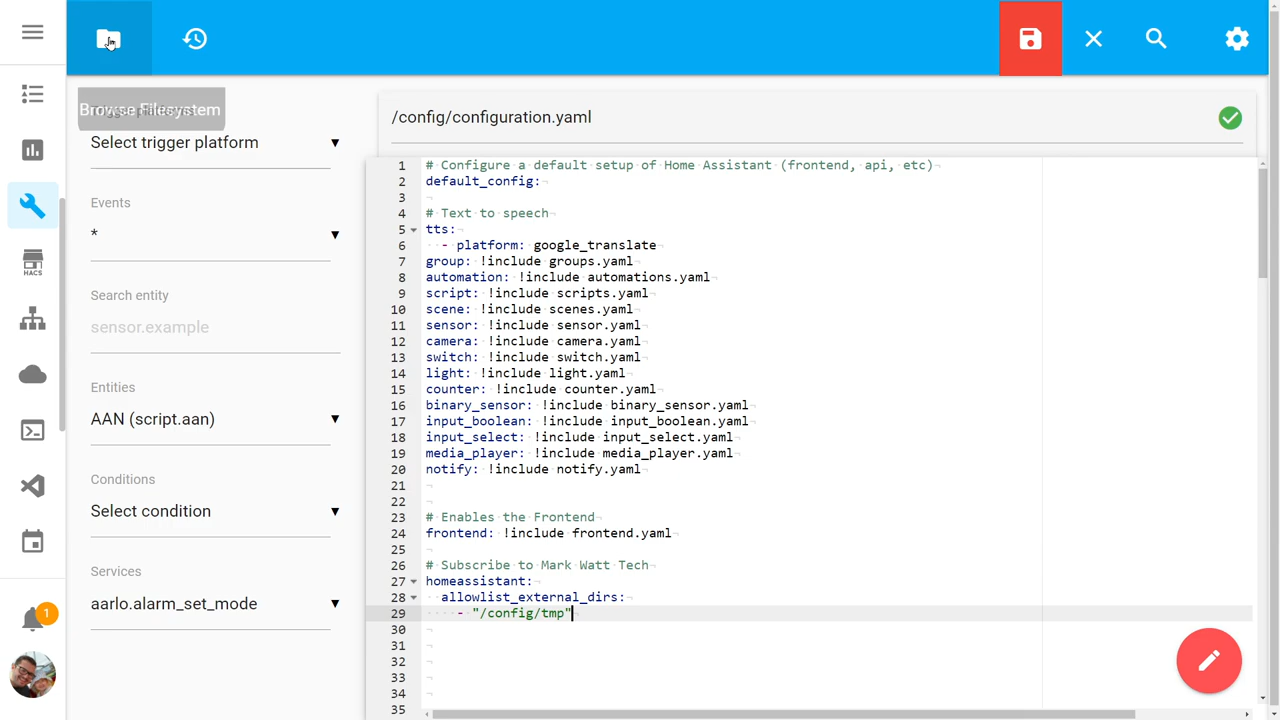 Browse Filesystem
Select trigger platform
Events
*
Search entity
sensor.example
Entities
AAN (script.aan)
Conditions
Select condition
Services
aarlo.alarm_set_mode
HACS
1
/config/configuration.yaml
1 # Configure a default setup of Home Assistant (frontend, api, etc)
2 default_config:
3
4 # Text to speech
5 tts:
6   - platform: google_translate
7 group: !include groups.yaml
8 automation: !include automations.yaml
9 script: !include scripts.yaml
10 scene: !include scenes.yaml
11 sensor: !include sensor.yaml
12 camera: !include camera.yaml
13 switch: !include switch.yaml
14 light: !include light.yaml
15 counter: !include counter.yaml
16 binary_sensor: !include binary_sensor.yaml
17 input_boolean: !include input_boolean.yaml
18 input_select: !include input_select.yaml
19 media_player: !include media_player.yaml
20 notify: !include notify.yaml
21
22
23 # Enables the Frontend
24 frontend: !include frontend.yaml
25
26 # Subscribe to Mark Watt Tech
27 homeassistant:
28   allowlist_external_dirs:
29     - "/config/tmp"
30
31
32
33
34
35